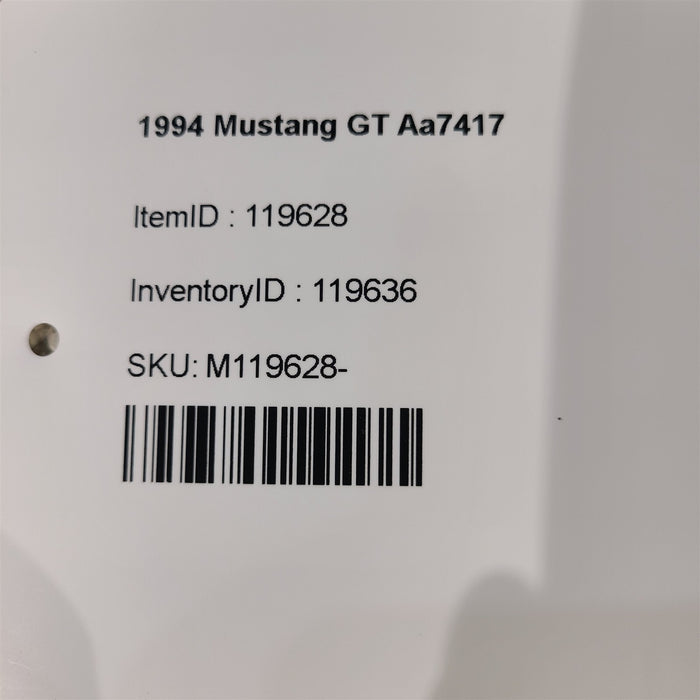 1994 Mustang GT Aa7417
ItemID : 119628
InventoryID : 119636
SKU: M119628-